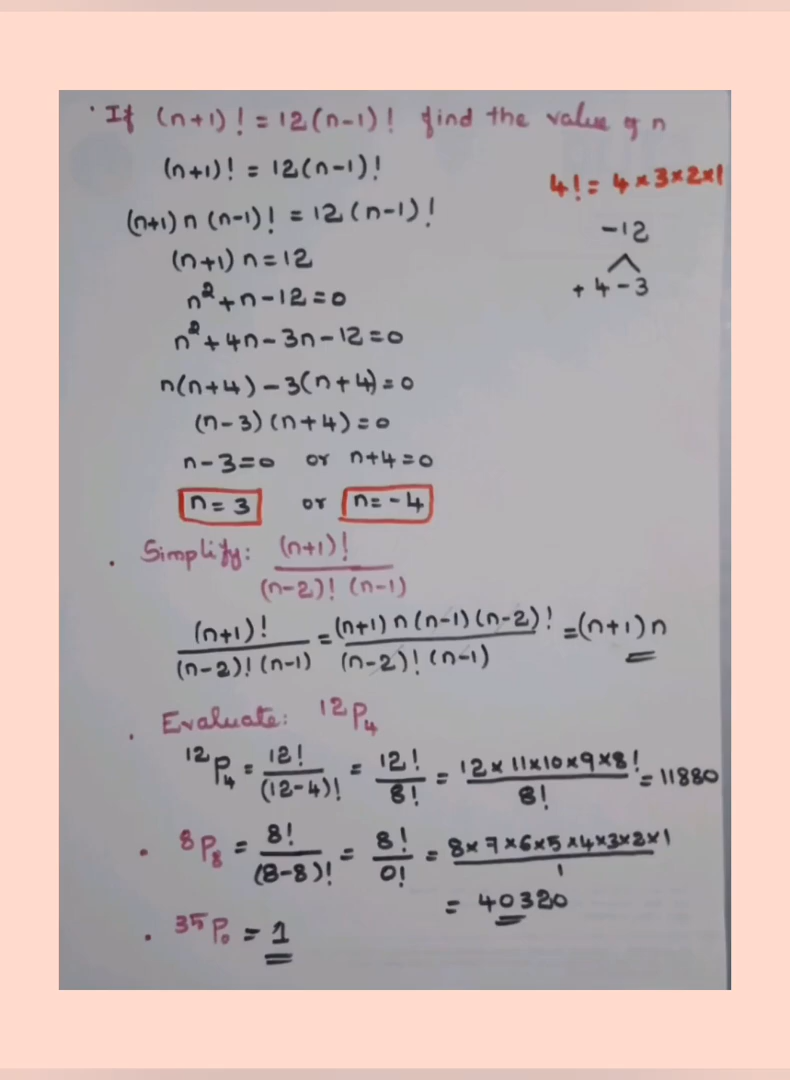 · If (n+1)! = 12(n-1)! find the value of n
(n+1)! = 12(n-1)!
4! = 4×3×2×1
(n+1) n (n-1)! = 12(n-1)!
-12
(n+1) n = 12
+4 -3
n² + n - 12 = 0
n² + 4n - 3n - 12 = 0
n(n+4) - 3(n+4) = 0
(n-3)(n+4) = 0
n-3=0 or n+4=0
n = 3 or n = -4
. Simplify: (n+1)! / (n-2)! (n-1)
(n+1)! / (n-2)! (n-1) = (n+1) n (n-1) (n-2)! / (n-2)! (n-1) = (n+1) n
. Evaluate: ¹²P₄
¹²P₄ = 12! / (12-4)! = 12! / 8! = 12×11×10×9×8! / 8! = 11880
. ⁸P₈ = 8! / (8-8)! = 8! / 0! = 8×7×6×5×4×3×2×1 / 1
= 40320
. ³⁵P₀ = 1